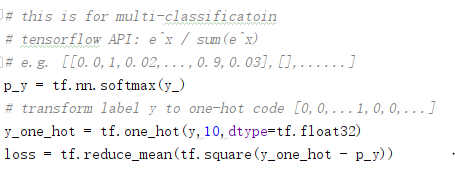 # this is for multi-classificatoin
# tensorflow API: e^x / sum(e^x)
# e.g. [[0.0, 1, 0.02,..., 0.9, 0.03], [],......]
p_y = tf.nn.softmax(y_)
# transform label y to one-hot code [0, 0,... 1, 0, 0,...]
y_one_hot = tf.one_hot(y, 10, dtype=tf.float32)
loss = tf.reduce_mean(tf.square(y_one_hot - p_y))